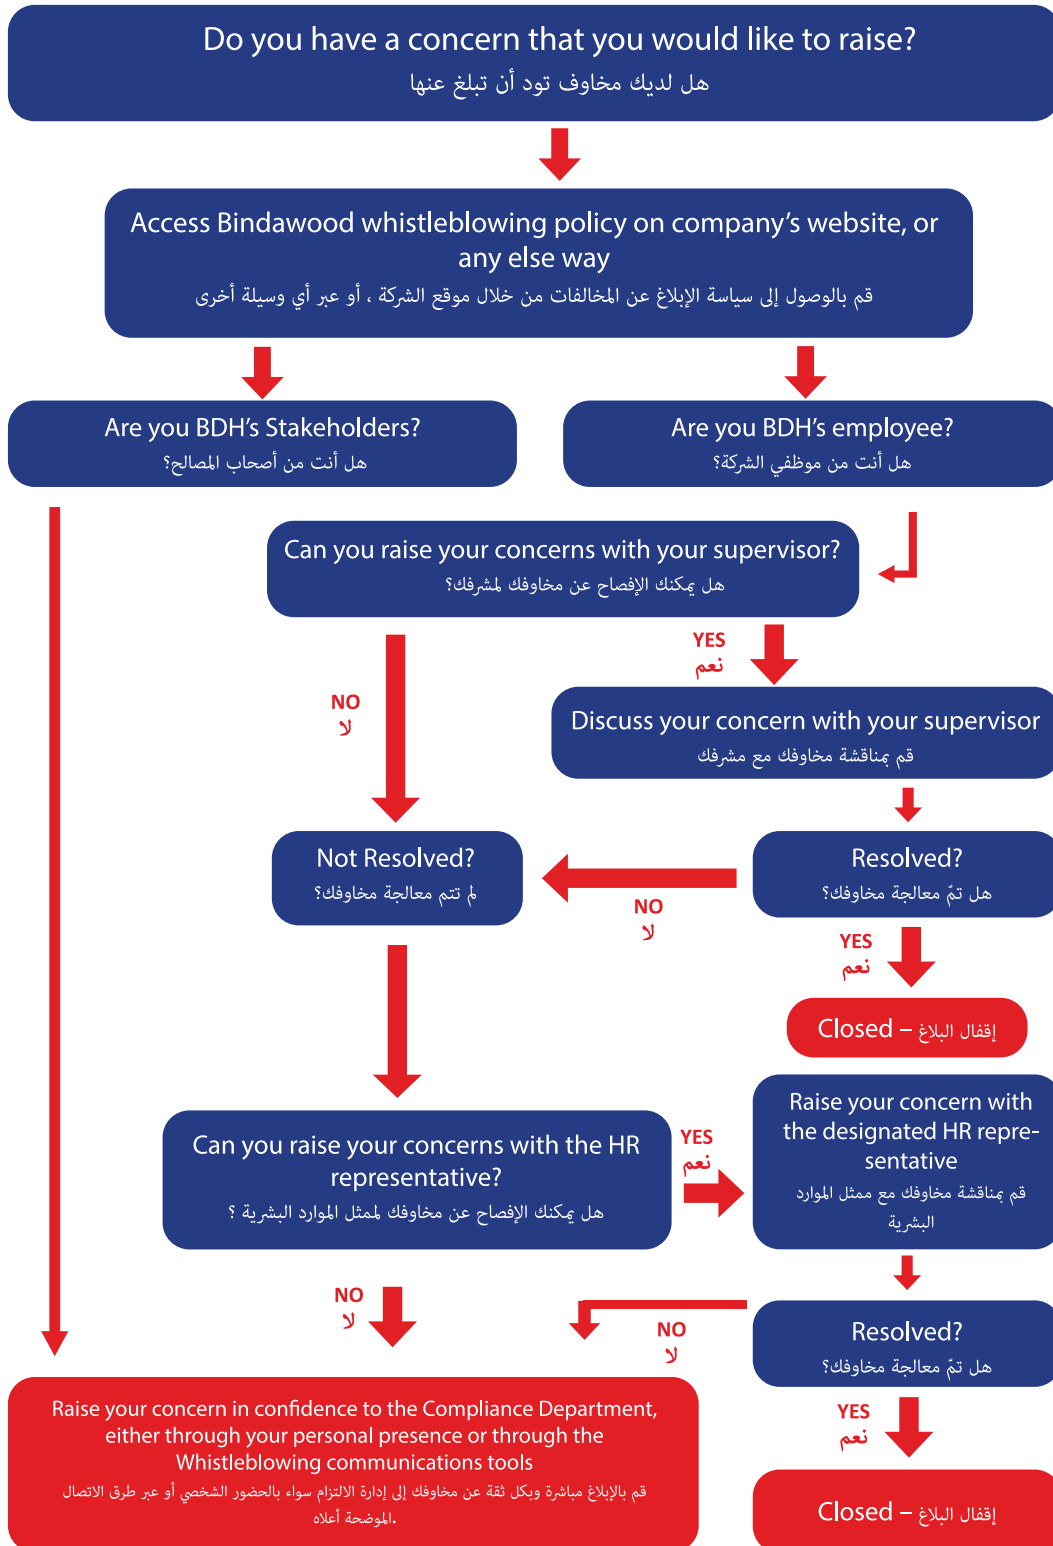 Do you have a concern that you would like to raise?
هل لديك مخاوف تود أن تبلغ عنها
Access Bindawood whistleblowing policy on company's website, or
any else way
قم بالوصول إلى سياسة الإبلاغ عن المخالفات من خلال موقع الشركة ، أو عبر أي وسيلة أخرى
Are you BDH's Stakeholders?
هل أنت من أصحاب المصالح؟
Are you BDH's employee?
هل أنت من موظفي الشركة؟
Can you raise your concerns with your supervisor?
هل يمكنك الإفصاح عن مخاوفك لمشرفك؟
YES
نعم
NO
لا
Discuss your concern with your supervisor
قم بمناقشة مخاوفك مع مشرفك
Not Resolved?
لم تتم معالجة مخاوفك؟
Resolved?
هل تمّ معالجة مخاوفك؟
NO
لا
YES
نعم
Closed – إقفال البلاغ
Can you raise your concerns with the HR
representative?
هل يمكنك الإفصاح عن مخاوفك لممثل الموارد البشرية ؟
YES
نعم
Raise your concern with
the designated HR repre-
sentative
قم بمناقشة مخاوفك مع ممثل الموارد
البشرية
NO
لا
NO
لا
Resolved?
هل تمّ معالجة مخاوفك؟
YES
نعم
Raise your concern in confidence to the Compliance Department,
either through your personal presence or through the
Whistleblowing communications tools
قم بالإبلاغ مباشرة وبكل ثقة عن مخاوفك إلى إدارة الالتزام سواء بالحضور الشخصي أو عبر طرق الاتصال
الموضحة أعلاه.
Closed – إقفال البلاغ